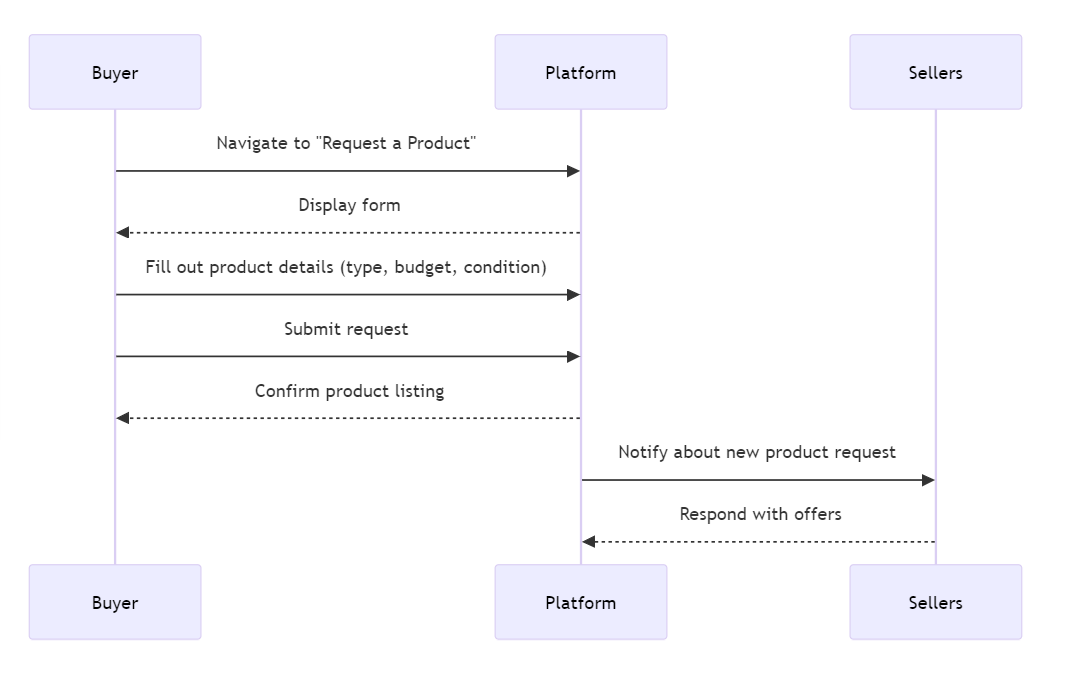 Buyer
Platform
Sellers
Navigate to "Request a Product"
Display form
Fill out product details (type, budget, condition)
Submit request
Confirm product listing
Notify about new product request
Respond with offers
Buyer
Platform
Sellers